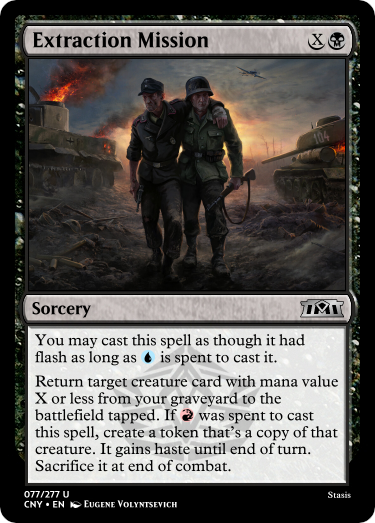 Extraction Mission X
104
Sorcery
You may cast this spell as though it had
flash as long as is spent to cast it.
Return target creature card with mana value
X or less from your graveyard to the
battlefield tapped. If was spent to cast
this spell, create a token that's a copy of that
creature. It gains haste until end of turn.
Sacrifice it at end of combat.
077/277 U
Stasis
CNY • EN EUGENE VOLYNTSEVICH